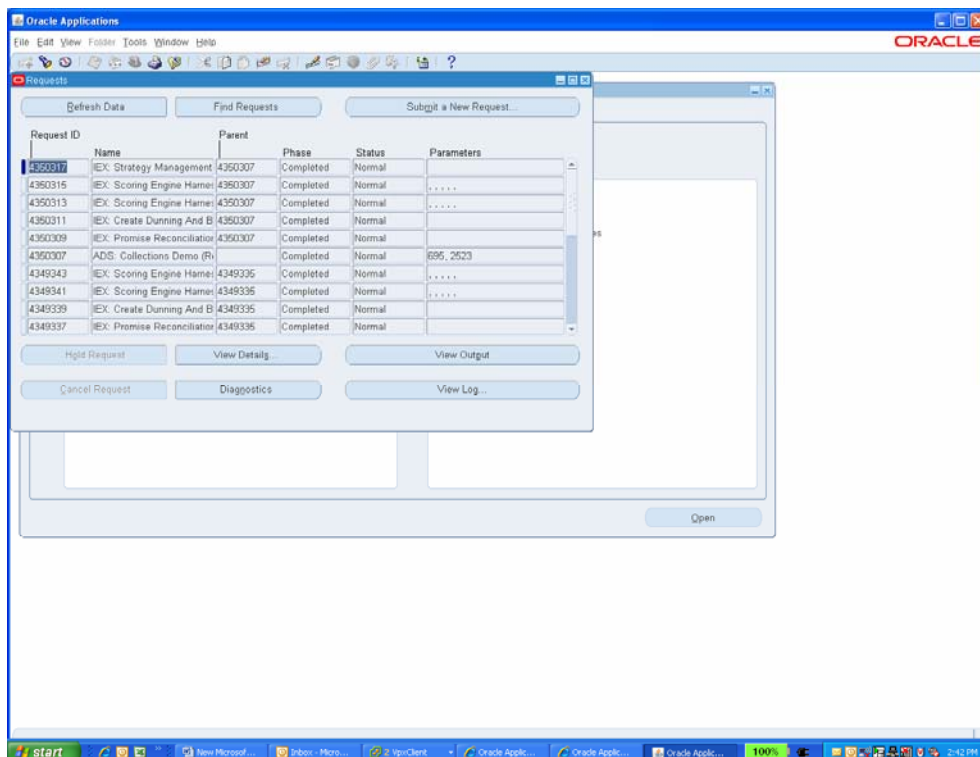 Oracle Applications
File Edit View Folder Tools Window Help
ORACLE
Requests
Refresh Data Find Requests Submit a New Request...
Request ID Parent
Name Phase Status Parameters
4350317 IEX: Strategy Management 4350307 Completed Normal
4350315 IEX: Scoring Engine Harnes 4350307 Completed Normal , , , , ,
4350313 IEX: Scoring Engine Harnes 4350307 Completed Normal , , , , ,
4350311 IEX: Create Dunning And B 4350307 Completed Normal
4350309 IEX: Promise Reconciliation 4350307 Completed Normal
4350307 ADS: Collections Demo (Re Completed Normal 695, 2523
4349343 IEX: Scoring Engine Harnes 4349335 Completed Normal , , , , ,
4349341 IEX: Scoring Engine Harnes 4349335 Completed Normal , , , , ,
4349339 IEX: Create Dunning And B 4349335 Completed Normal
4349337 IEX: Promise Reconciliation 4349335 Completed Normal
Hold Request View Details... View Output
Cancel Request Diagnostics View Log...
es
Open
start New Microsof... Inbox - Micro... 2 VpxClient Oracle Applic... Oracle Applic... Oracle Applic... 100% 2:42 PM